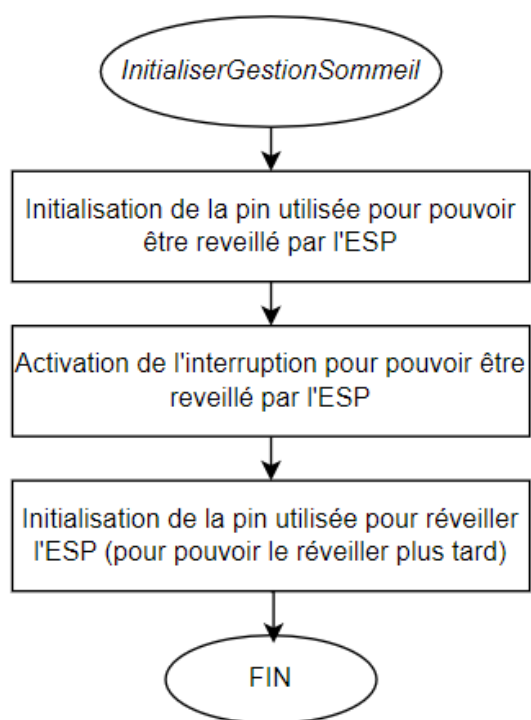 InitialiserGestionSommeil
Initialisation de la pin utilisée pour pouvoir
être reveillé par l'ESP
Activation de l'interruption pour pouvoir être
reveillé par l'ESP
Initialisation de la pin utilisée pour réveiller
l'ESP (pour pouvoir le réveiller plus tard)
FIN